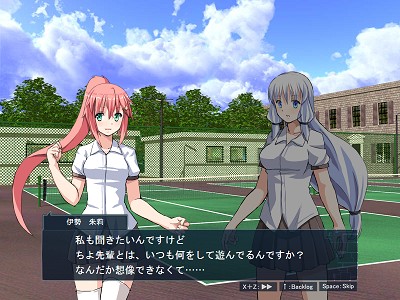 伊勢　朱莉
私も聞きたいんですけど
ちよ先輩とは、いつも何をして遊んでるんですか？
なんだか想像できなくて……
X+Z: ▶▶ ↑:Backlog Space:Skip